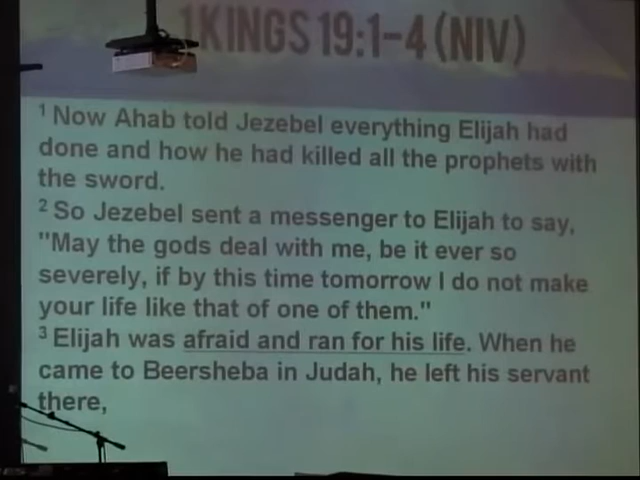 1 KINGS 19:1-4 (NIV)
1 Now Ahab told Jezebel everything Elijah had
done and how he had killed all the prophets with
the sword.
2 So Jezebel sent a messenger to Elijah to say,
"May the gods deal with me, be it ever so
severely, if by this time tomorrow I do not make
your life like that of one of them."
3 Elijah was afraid and ran for his life. When he
came to Beersheba in Judah, he left his servant
there,